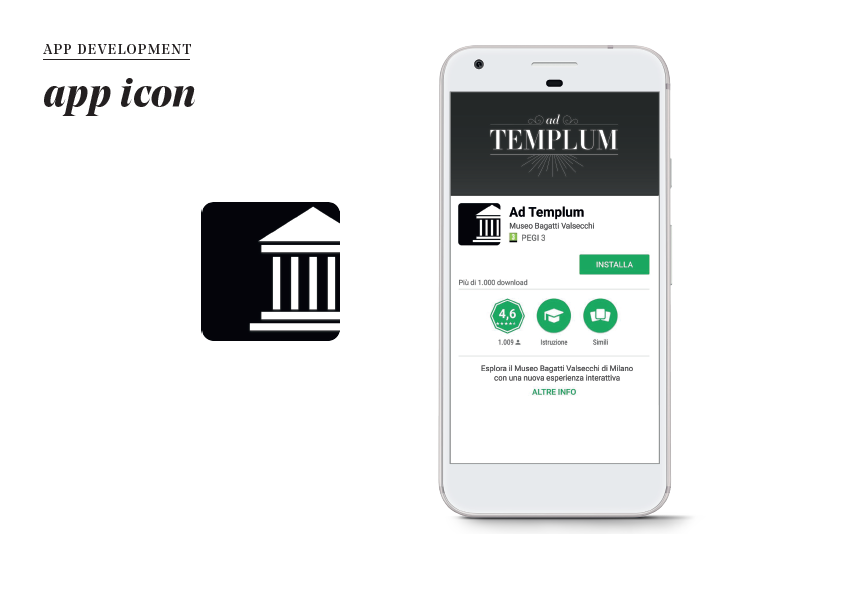 APP DEVELOPMENT
app icon
ad
TEMPLUM
Ad Templum
Museo Bagatti Valsecchi
3 PEGI 3
INSTALLA
Più di 1.000 download
4,6
1.009
Istruzione
Simili
Esplora il Museo Bagatti Valsecchi di Milano
con una nuova esperienza interattiva
ALTRE INFO